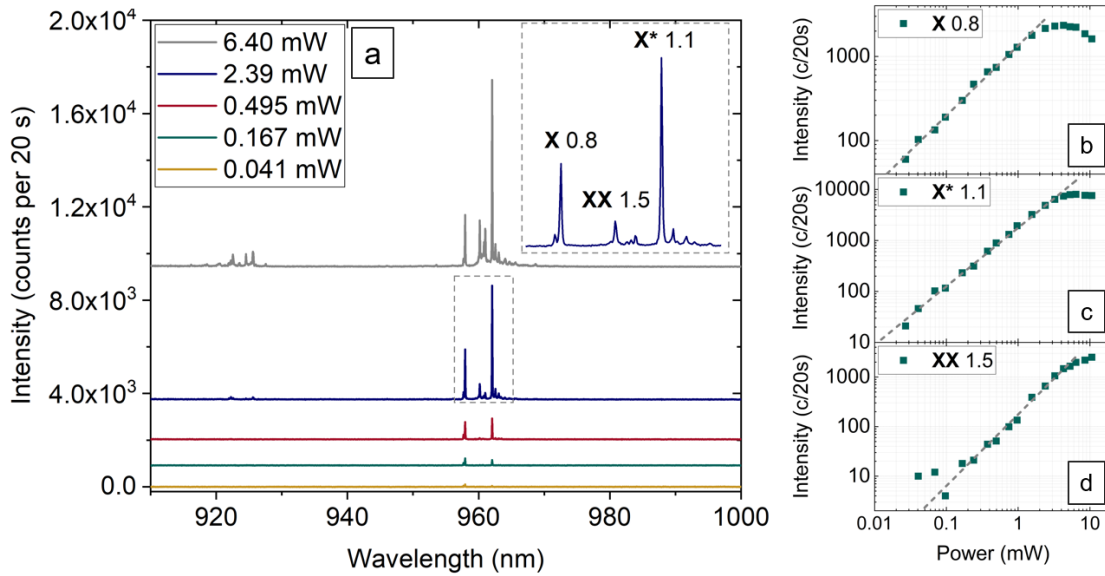 2.0x10⁴
1.6x10⁴
1.2x10⁴
8.0x10³
4.0x10³
0.0
Intensity (counts per 20 s)
6.40 mW
2.39 mW
0.495 mW
0.167 mW
0.041 mW
a
X* 1.1
X 0.8
XX 1.5
920
940
960
980
1000
Wavelength (nm)
X 0.8
1000
100
Intensity (c/20s)
b
X* 1.1
10000
1000
100
10
Intensity (c/20s)
c
XX 1.5
1000
100
10
Intensity (c/20s)
d
0.01
0.1
1
10
Power (mW)